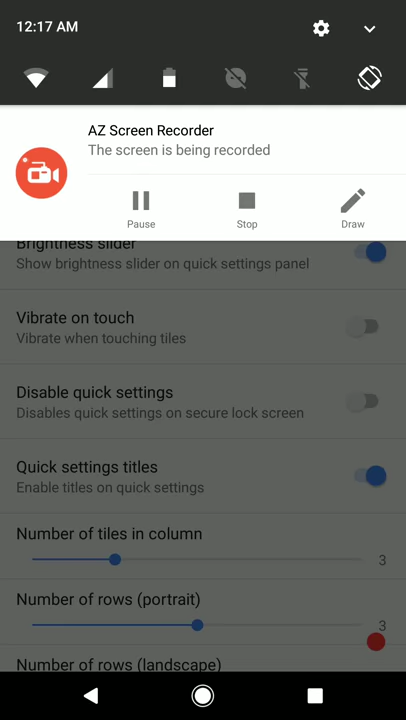 12:17 AM
AZ Screen Recorder
The screen is being recorded
Pause
Stop
Draw
Brightness slider
Show brightness slider on quick settings panel
Vibrate on touch
Vibrate when touching tiles
Disable quick settings
Disables quick settings on secure lock screen
Quick settings titles
Enable titles on quick settings
Number of tiles in column
3
Number of rows (portrait)
3
Number of rows (landscape)